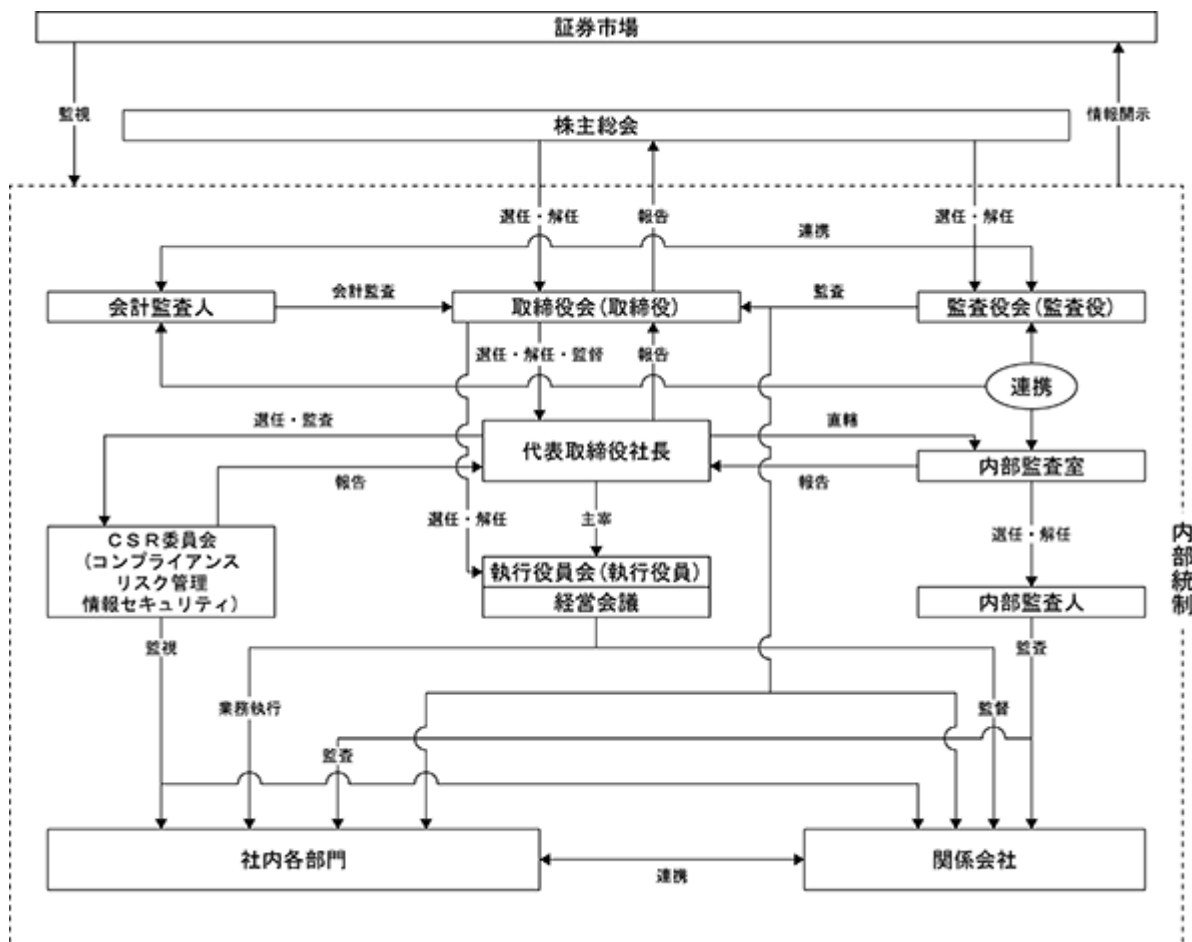 証券市場
監視
情報開示
株主総会
選任・解任
報告
選任・解任
連携
会計監査人
会計監査
取締役会(取締役)
監査
監査役会(監査役)
選任・解任・監督
報告
連携
選任・監査
代表取締役社長
直轄
内部監査室
報告
報告
選任・解任
主宰
選任・解任
CSR委員会
(コンプライアンス
リスク管理
情報セキュリティ)
執行役員会(執行役員)
経営会議
内部監査人
内部統制
監視
監査
業務執行
監督
監査
社内各部門
連携
関係会社